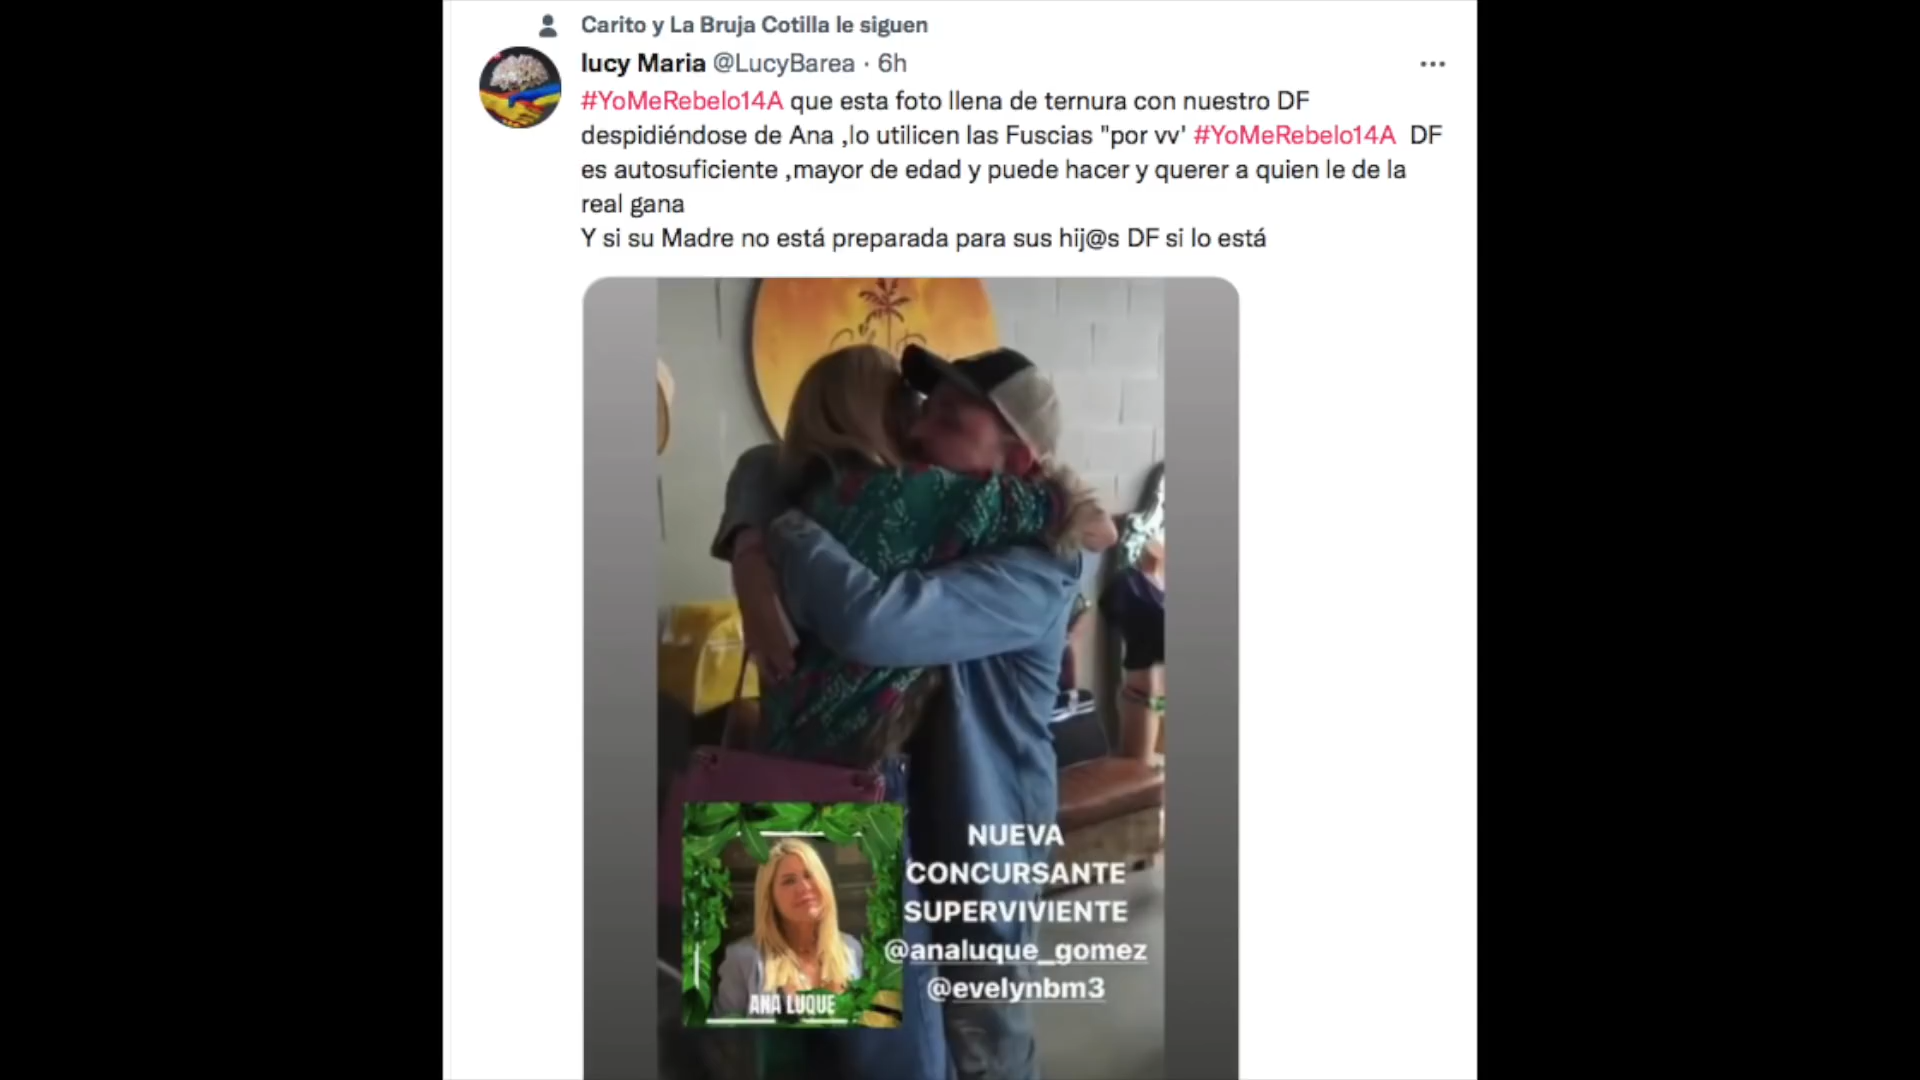 Carito y La Bruja Cotilla le siguen
lucy Maria @LucyBarea · 6h
#YoMeRebelo14A que esta foto llena de ternura con nuestro DF
despidiéndose de Ana ,lo utilicen las Fuscias "por vv' #YoMeRebelo14A DF
es autosuficiente ,mayor de edad y puede hacer y querer a quien le de la
real gana
Y si su Madre no está preparada para sus hij@s DF si lo está
NUEVA
CONCURSANTE
SUPERVIVIENTE
@analuque_gomez
@evelynbm3
ANA LUQUE